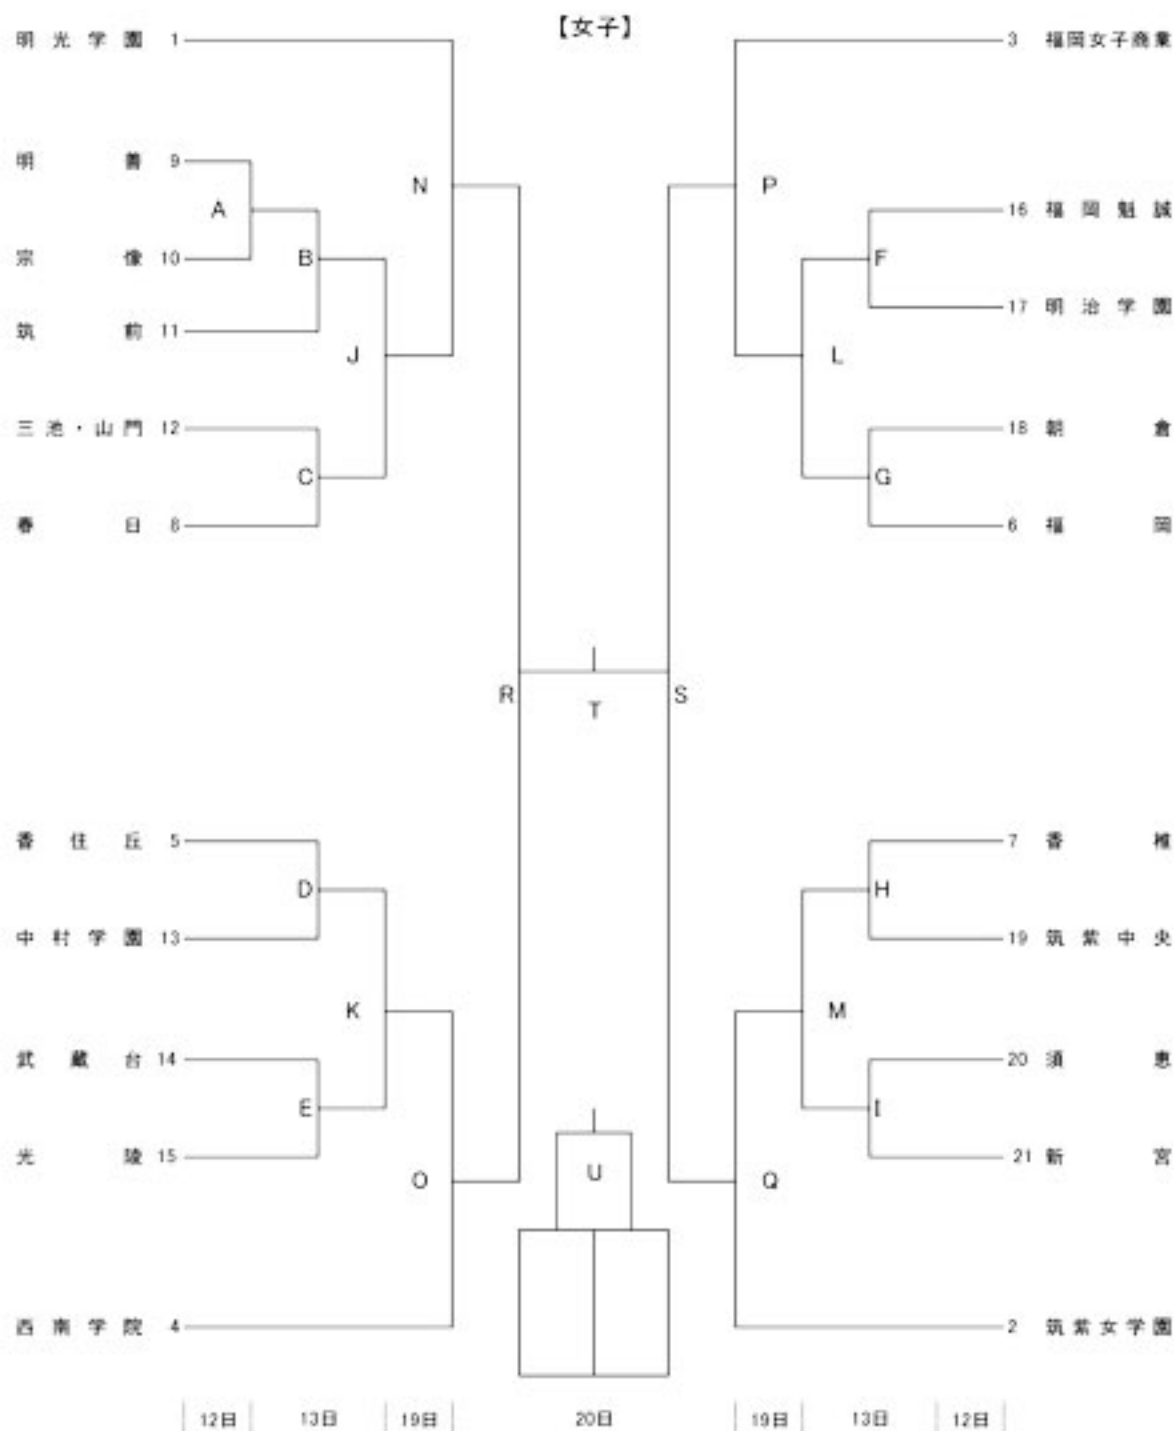 【女子】
明光学園 1
明善 9
A
宗像 10
B
筑前 11
J
三池・山門 12
C
春日 8
N
3 福岡女子商業
P
16 福岡魁誠
F
17 明治学園
L
18 朝倉
G
6 福岡
R
T
S
香住丘 5
D
中村学園 13
K
武蔵台 14
E
光陵 15
O
西南学院 4
U
7 香椎
H
19 筑紫中央
M
20 須恵
I
21 新宮
Q
2 筑紫女学園
12日 13日 19日 20日 19日 13日 12日